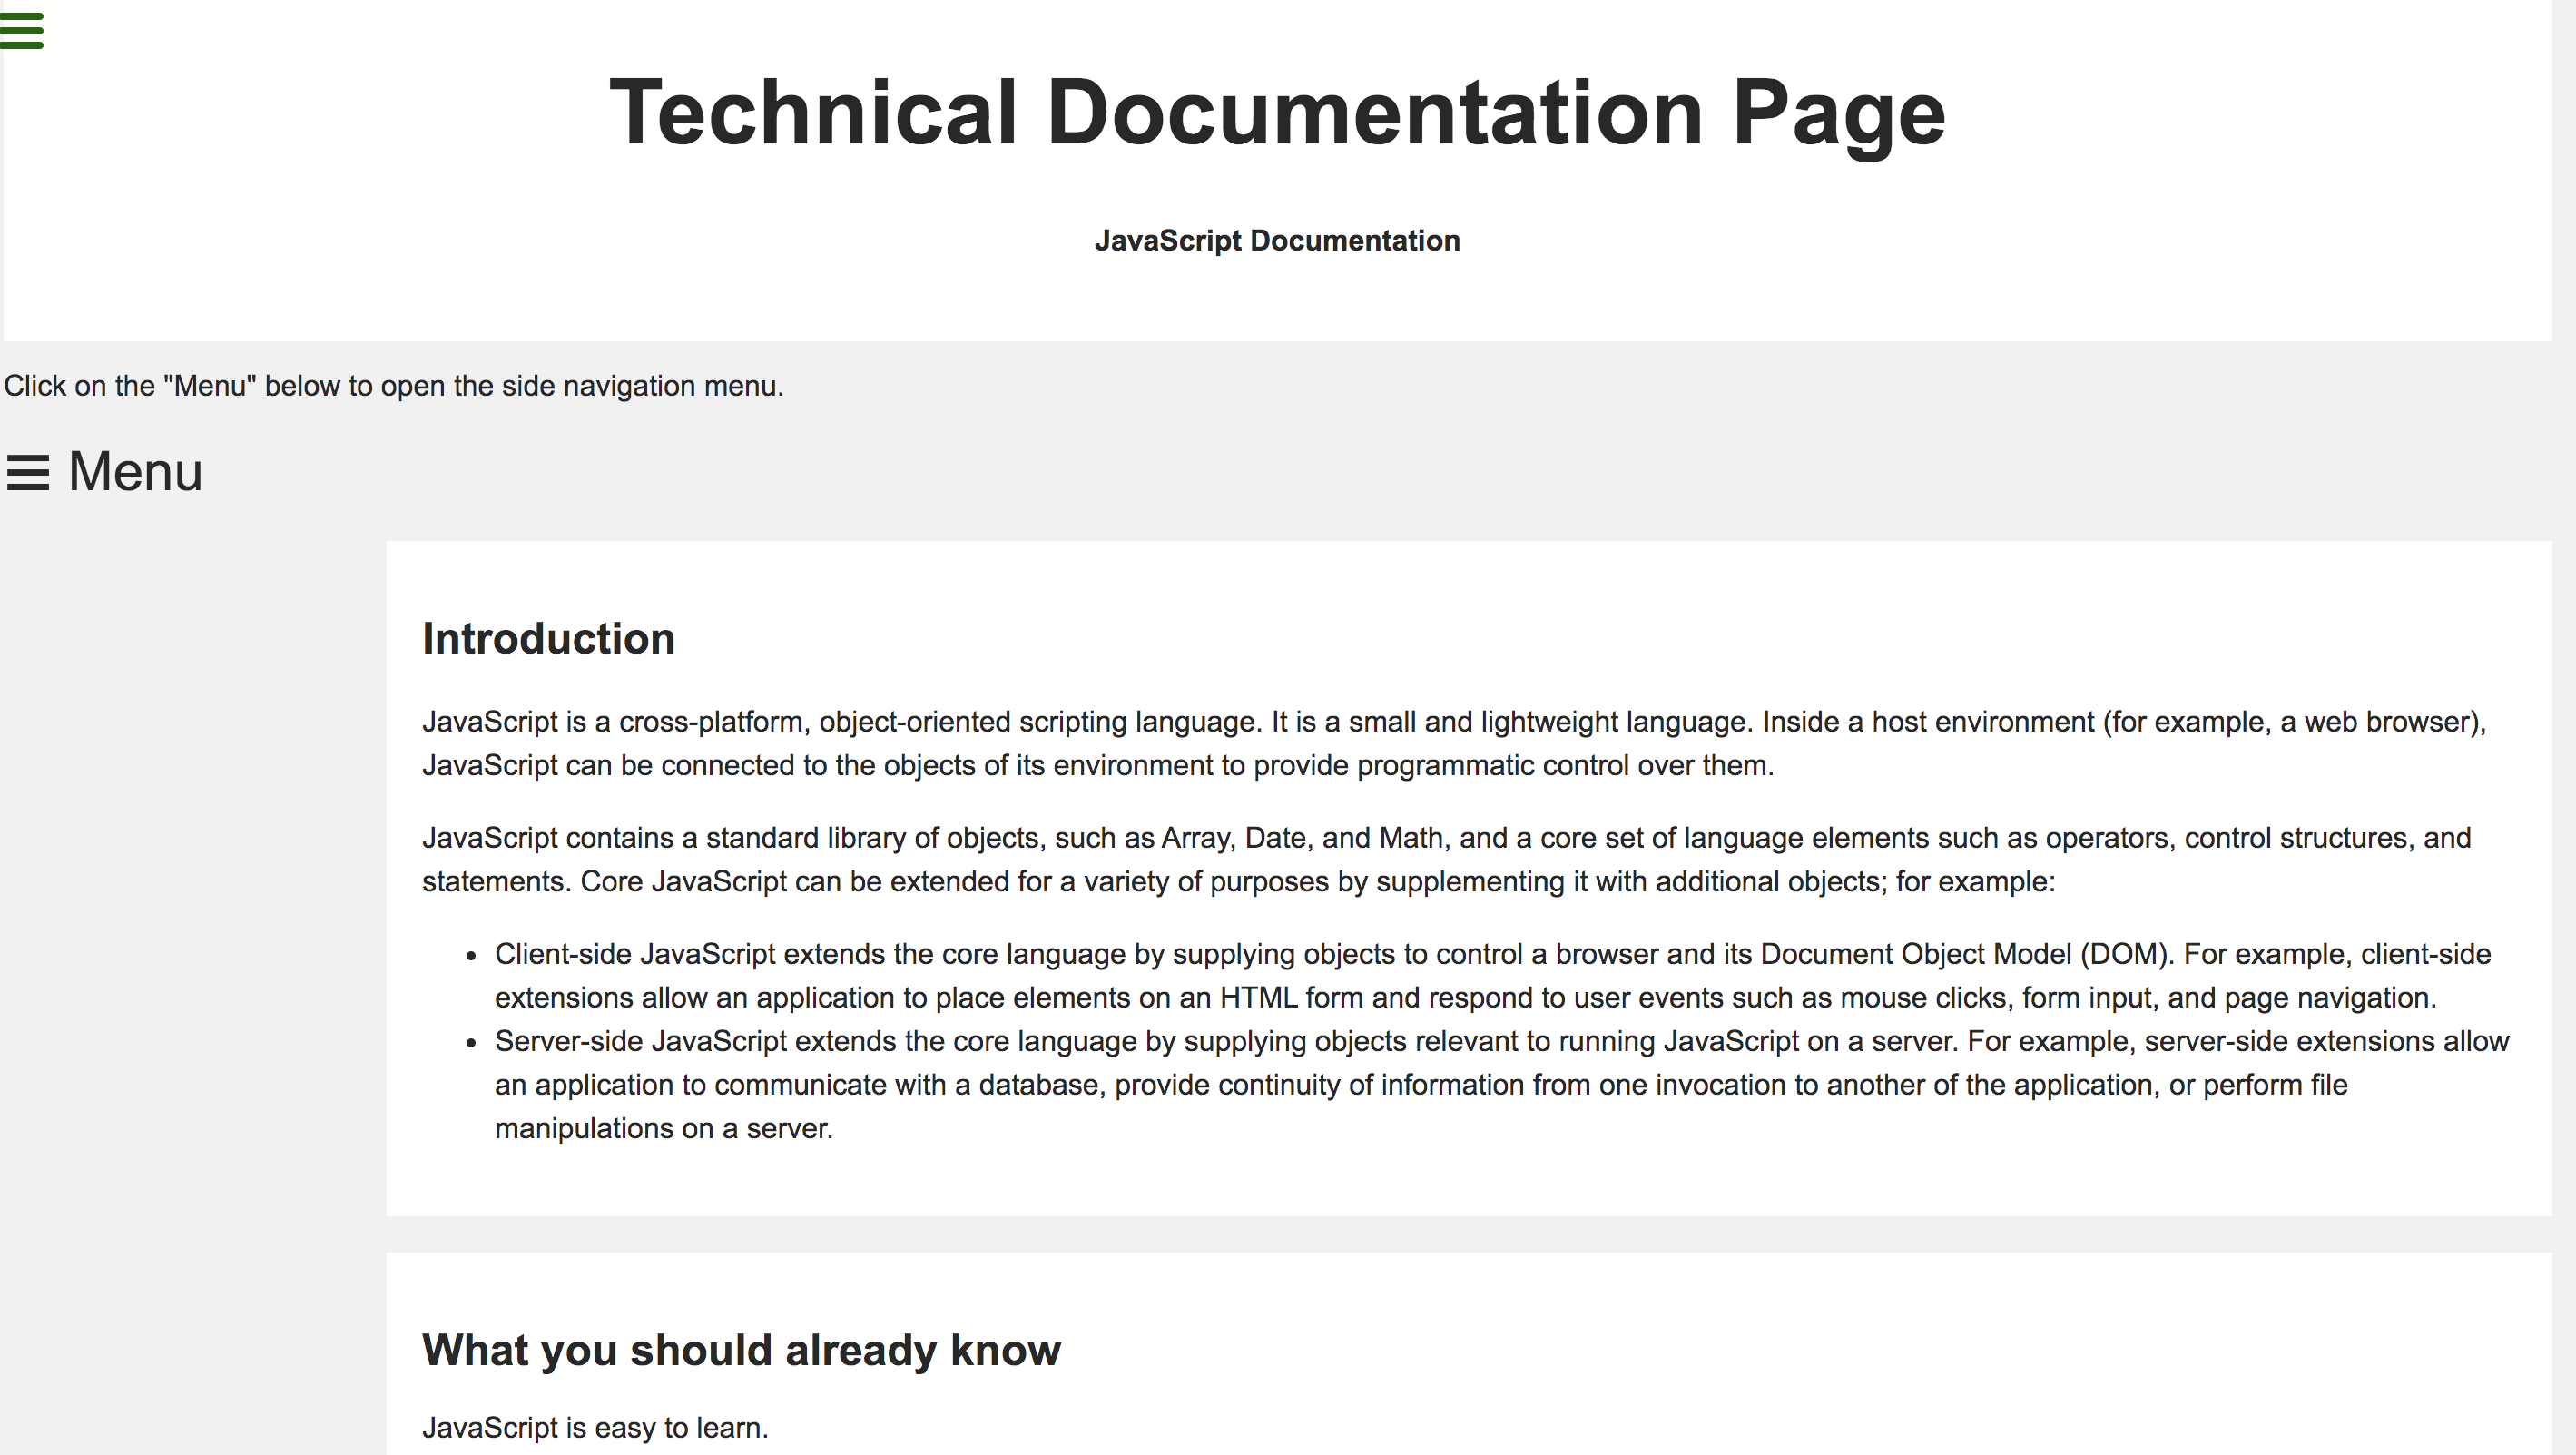 Technical Documentation Page
JavaScript Documentation
Click on the "Menu" below to open the side navigation menu.
☰ Menu
Introduction
JavaScript is a cross-platform, object-oriented scripting language. It is a small and lightweight language. Inside a host environment (for example, a web browser),
JavaScript can be connected to the objects of its environment to provide programmatic control over them.
JavaScript contains a standard library of objects, such as Array, Date, and Math, and a core set of language elements such as operators, control structures, and
statements. Core JavaScript can be extended for a variety of purposes by supplementing it with additional objects; for example:
• Client-side JavaScript extends the core language by supplying objects to control a browser and its Document Object Model (DOM). For example, client-side
extensions allow an application to place elements on an HTML form and respond to user events such as mouse clicks, form input, and page navigation.
• Server-side JavaScript extends the core language by supplying objects relevant to running JavaScript on a server. For example, server-side extensions allow
an application to communicate with a database, provide continuity of information from one invocation to another of the application, or perform file
manipulations on a server.
What you should already know
JavaScript is easy to learn.